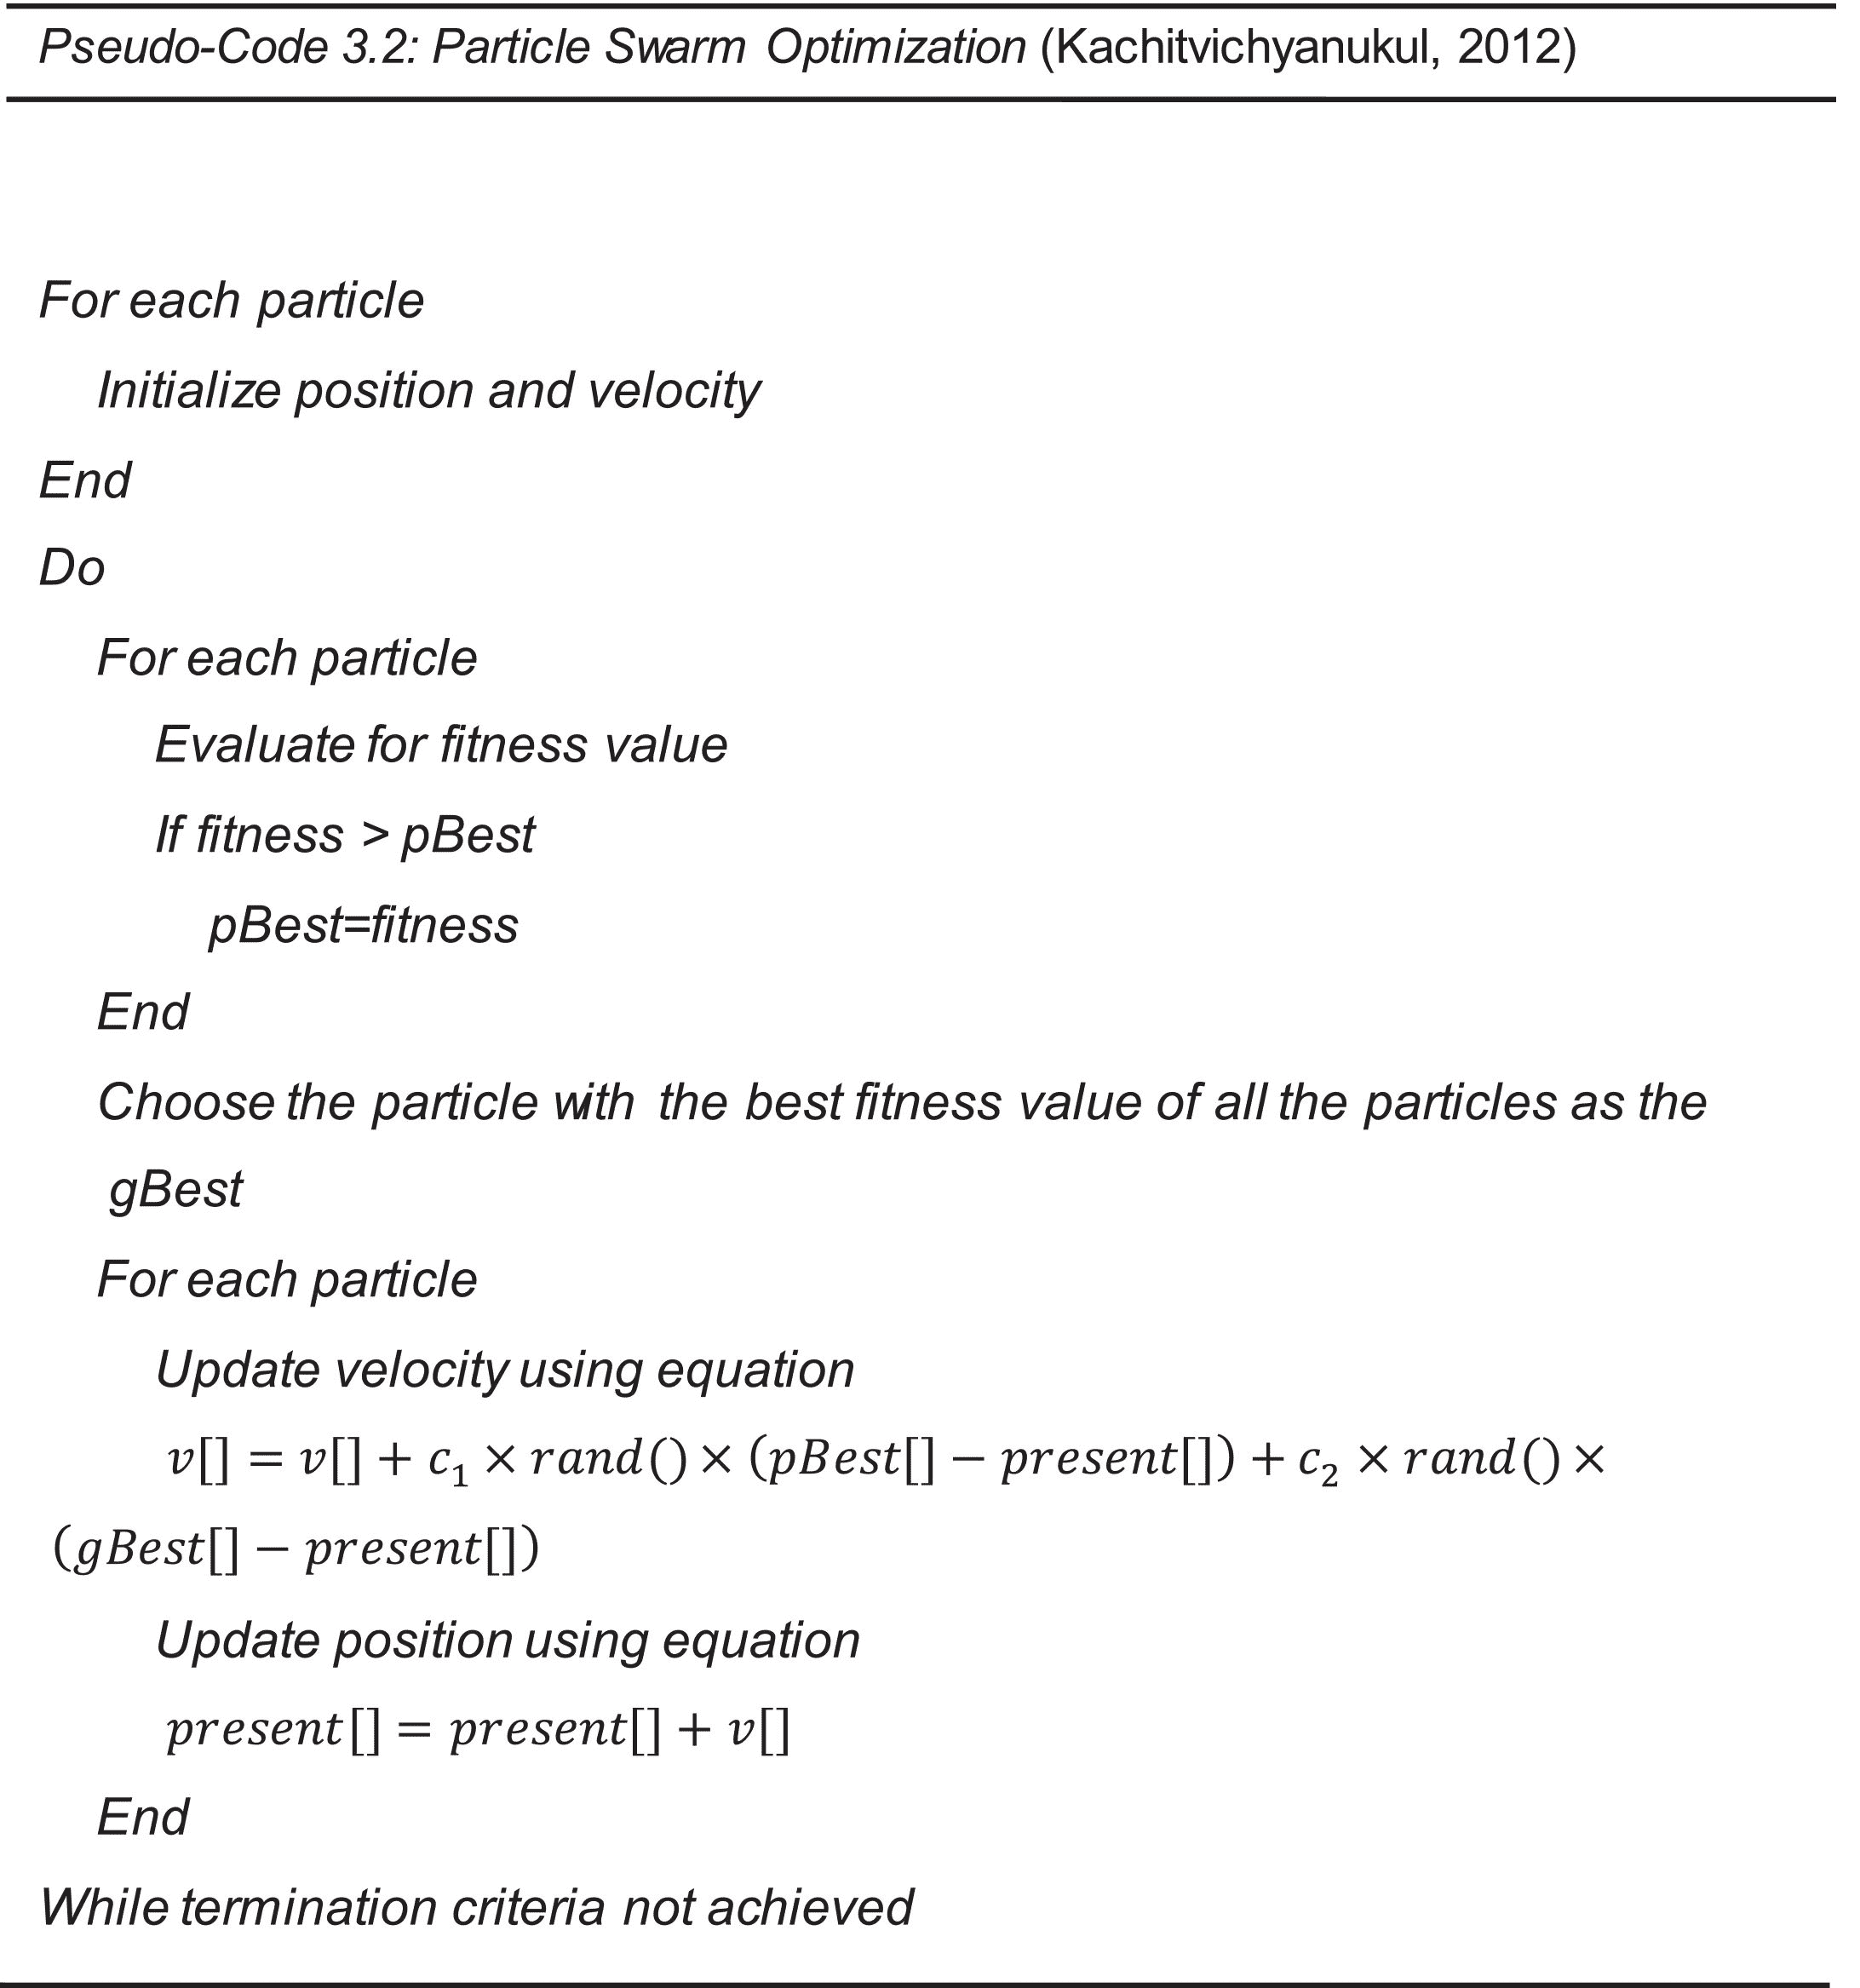 Pseudo-Code 3.2: Particle Swarm Optimization (Kachitvichyanukul, 2012)
For each particle
Initialize position and velocity
End
Do
For each particle
Evaluate for fitness value
If fitness > pBest
pBest=fitness
End
Choose the particle with the best fitness value of all the particles as the
gBest
For each particle
Update velocity using equation
v[] = v[] + c₁ × rand() × (pBest[] − present[]) + c₂ × rand() ×
(gBest[] − present[])
Update position using equation
present[] = present[] + v[]
End
While termination criteria not achieved